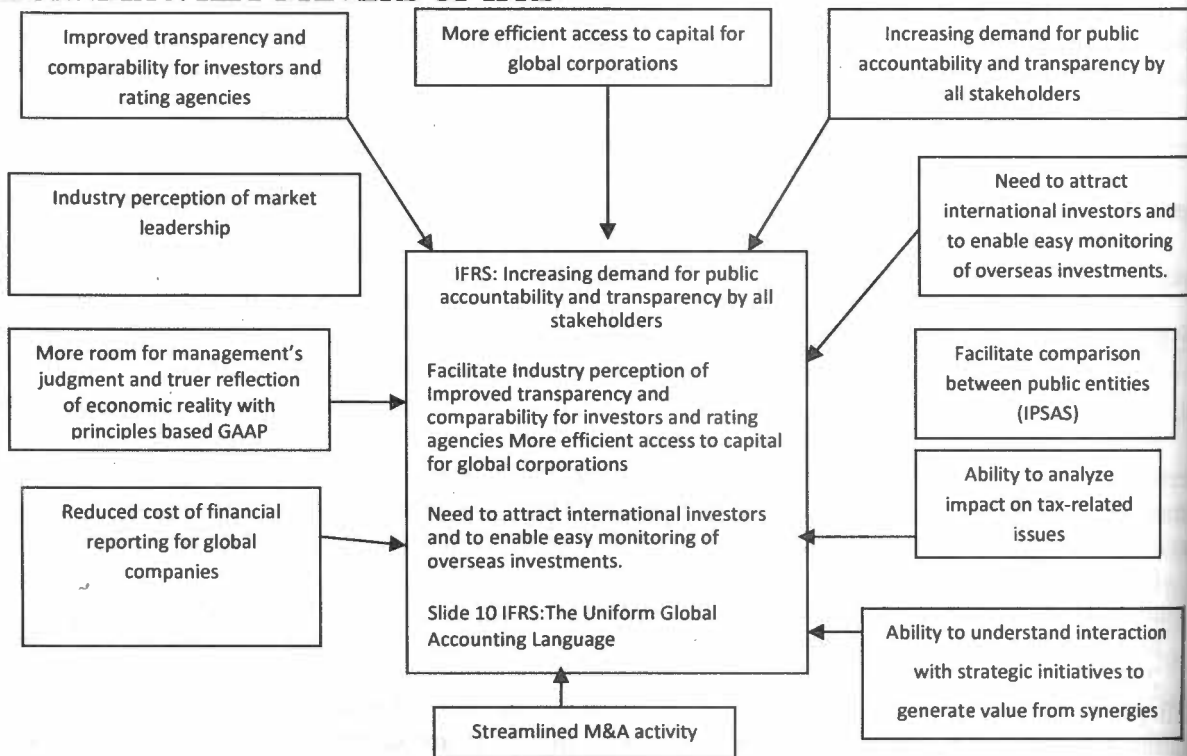 Improved transparency and
comparability for investors and
rating agencies
More efficient access to capital for
global corporations
Increasing demand for public
accountability and transparency by
all stakeholders
Industry perception of market
leadership
Need to attract
international investors and
to enable easy monitoring
of overseas investments.
IFRS: Increasing demand for public
accountability and transparency by all
stakeholders
Facilitate Industry perception of
Improved transparency and
comparability for investors and rating
agencies More efficient access to capital
for global corporations
Need to attract international investors
and to enable easy monitoring of
overseas investments.
Slide 10 IFRS:The Uniform Global
Accounting Language
More room for management's
judgment and truer reflection
of economic reality with
principles based GAAP
Facilitate comparison
between public entities
(IPSAS)
Reduced cost of financial
reporting for global
companies
Ability to analyze
impact on tax-related
issues
Ability to understand interaction
with strategic initiatives to
generate value from synergies
Streamlined M&A activity